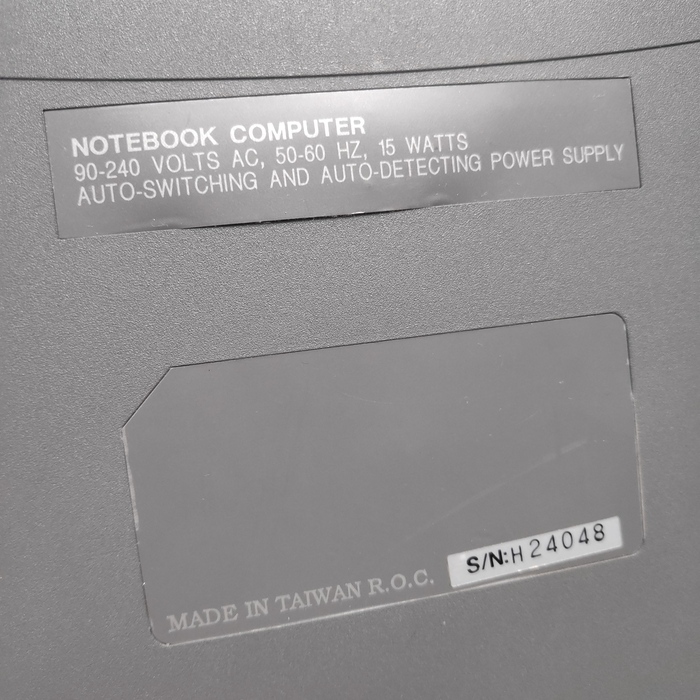 NOTEBOOK COMPUTER
90-240 VOLTS AC, 50-60 HZ, 15 WATTS
AUTO-SWITCHING AND AUTO-DETECTING POWER SUPPLY
S/N:H24048
MADE IN TAIWAN R.O.C.